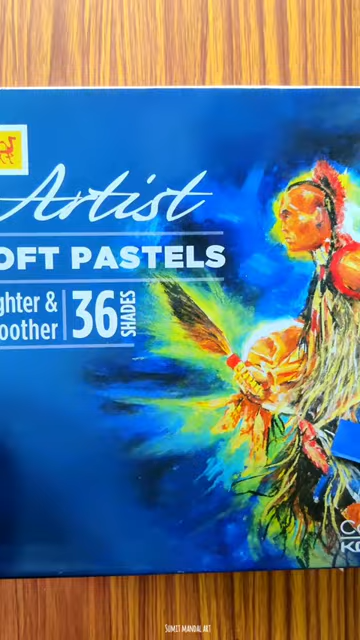 Artist
OFT PASTELS
ghter &
oother
36
SHADES
SUMIT MANDAL ART